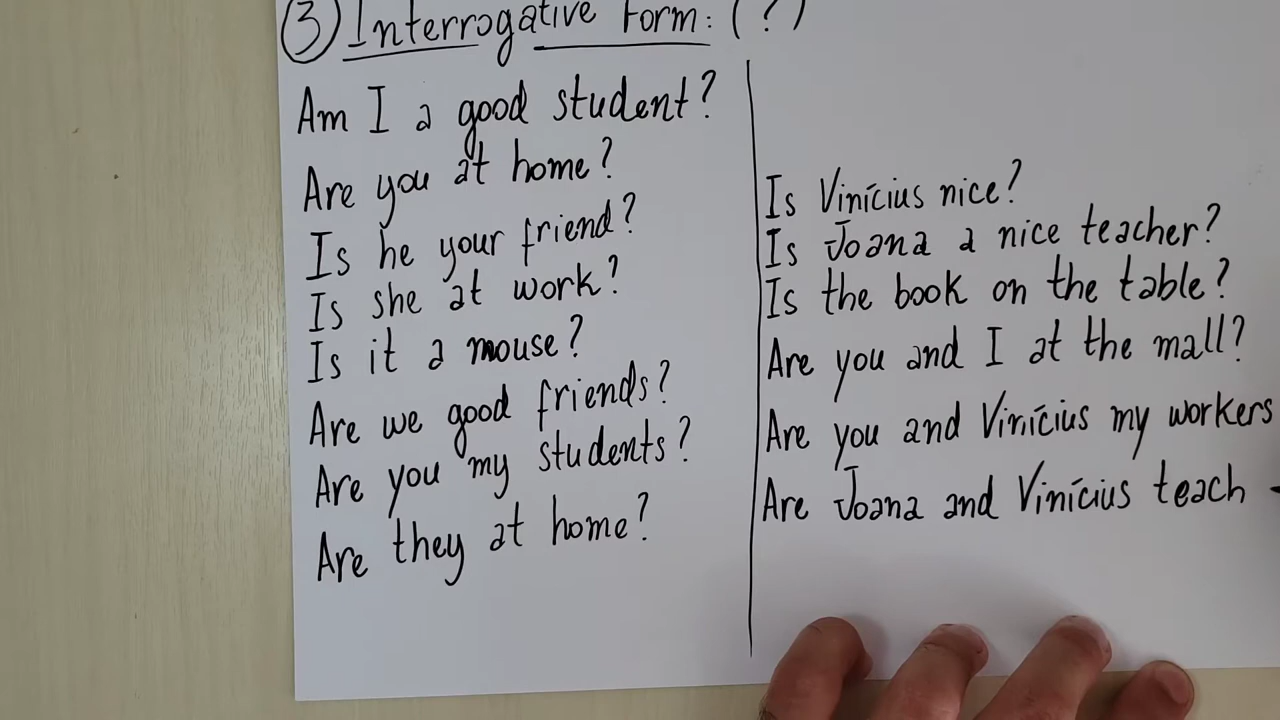 ③ Interrogative Form: (?)
Am I a good student?
Are you at home?
Is he your friend?
Is she at work?
Is it a mouse?
Are we good friends?
Are you my students?
Are they at home?
Is Vinícius nice?
Is Joana a nice teacher?
Is the book on the table?
Are you and I at the mall?
Are you and Vinícius my workers
Are Joana and Vinícius teach